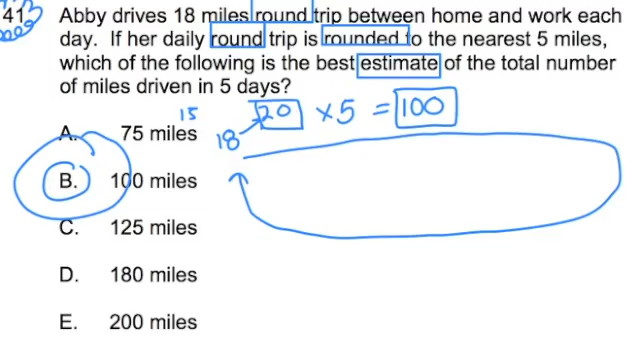 41. Abby drives 18 miles round trip between home and work each
day. If her daily round trip is rounded to the nearest 5 miles,
which of the following is the best estimate of the total number
of miles driven in 5 days?
15
18 20 × 5 = 100
A. 75 miles
B. 100 miles
C. 125 miles
D. 180 miles
E. 200 miles